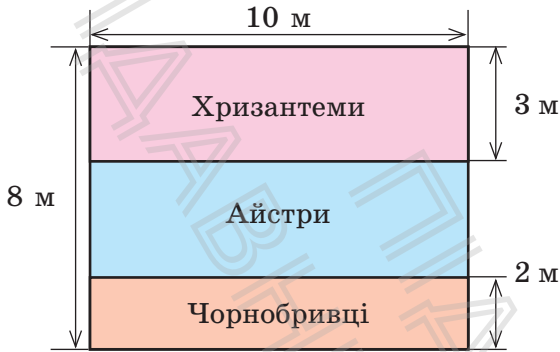 10 м
Хризантеми
3 м
8 м
Айстри
2 м
Чорнобривці